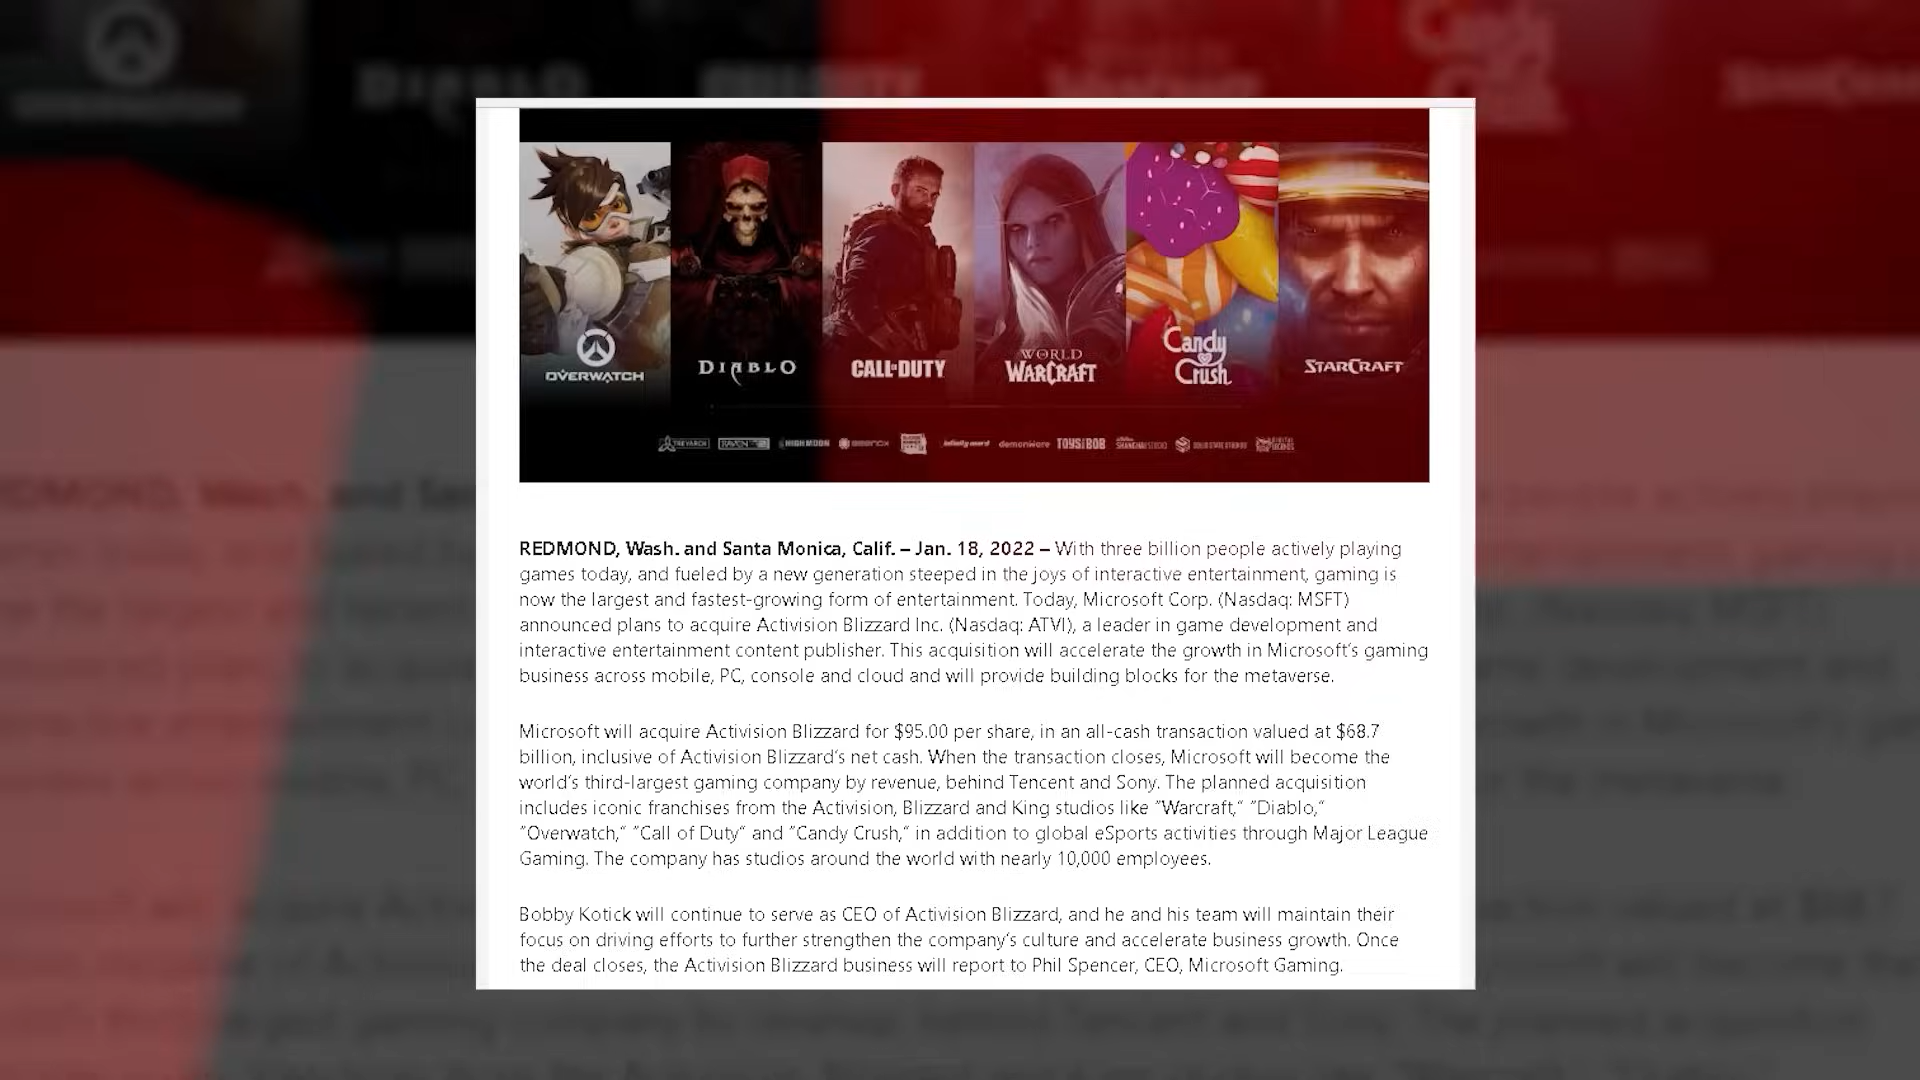 OVERWATCH
DIABLO
CALL OF DUTY
WORLD
WARCRAFT
Candy
Crush
STARCRAFT
TREYARCH
RAVEN
HIGH MOON
infinity ward
demonware
TOYS BOB
SHANGHAI STUDIO
SOLID STATE STUDIOS
REDMOND, Wash. and Santa Monica, Calif. – Jan. 18, 2022 – With three billion people actively playing
games today, and fueled by a new generation steeped in the joys of interactive entertainment, gaming is
now the largest and fastest-growing form of entertainment. Today, Microsoft Corp. (Nasdaq: MSFT)
announced plans to acquire Activision Blizzard Inc. (Nasdaq: ATVI), a leader in game development and
interactive entertainment content publisher. This acquisition will accelerate the growth in Microsoft’s gaming
business across mobile, PC, console and cloud and will provide building blocks for the metaverse.
Microsoft will acquire Activision Blizzard for $95.00 per share, in an all-cash transaction valued at $68.7
billion, inclusive of Activision Blizzard’s net cash. When the transaction closes, Microsoft will become the
world’s third-largest gaming company by revenue, behind Tencent and Sony. The planned acquisition
includes iconic franchises from the Activision, Blizzard and King studios like “Warcraft,” “Diablo,”
“Overwatch,” “Call of Duty” and “Candy Crush,” in addition to global eSports activities through Major League
Gaming. The company has studios around the world with nearly 10,000 employees.
Bobby Kotick will continue to serve as CEO of Activision Blizzard, and he and his team will maintain their
focus on driving efforts to further strengthen the company’s culture and accelerate business growth. Once
the deal closes, the Activision Blizzard business will report to Phil Spencer, CEO, Microsoft Gaming.